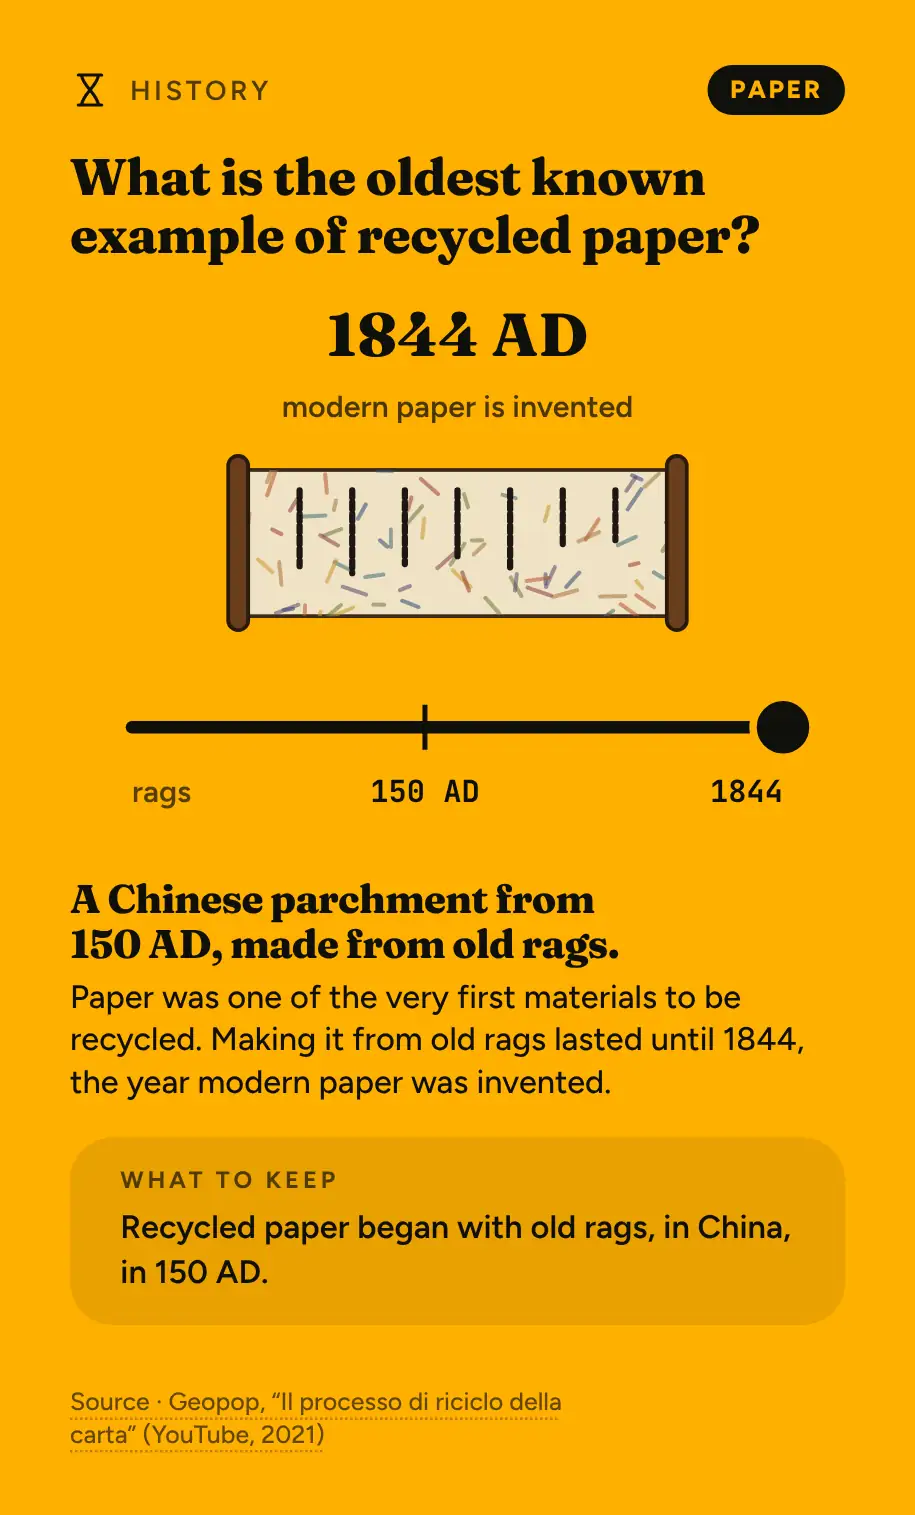 HISTORY
PAPER
What is the oldest known
example of recycled paper?
1844 AD
modern paper is invented
rags
150 AD
1844
A Chinese parchment from
150 AD, made from old rags.
Paper was one of the very first materials to be
recycled. Making it from old rags lasted until 1844,
the year modern paper was invented.
WHAT TO KEEP
Recycled paper began with old rags, in China,
in 150 AD.
Source · Geopop, “Il processo di riciclo della
carta” (YouTube, 2021)